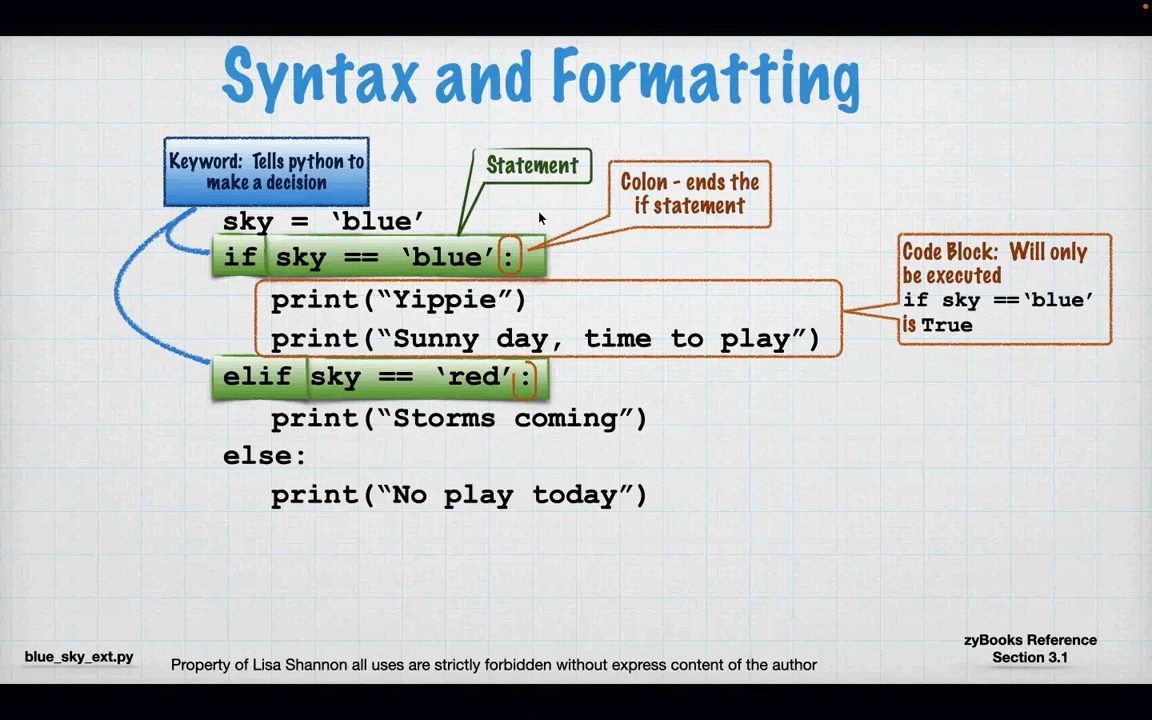 Syntax and Formatting
Keyword: Tells python to
make a decision
Statement
Colon - ends the
if statement
sky = ‘blue’
if sky == ‘blue’:
print(“Yippie”)
print(“Sunny day, time to play”)
Code Block: Will only
be executed
if sky ==‘blue’
is True
elif sky == ‘red’:
print(“Storms coming”)
else:
print(“No play today”)
blue_sky_ext.py
Property of Lisa Shannon all uses are strictly forbidden without express content of the author
zyBooks Reference
Section 3.1